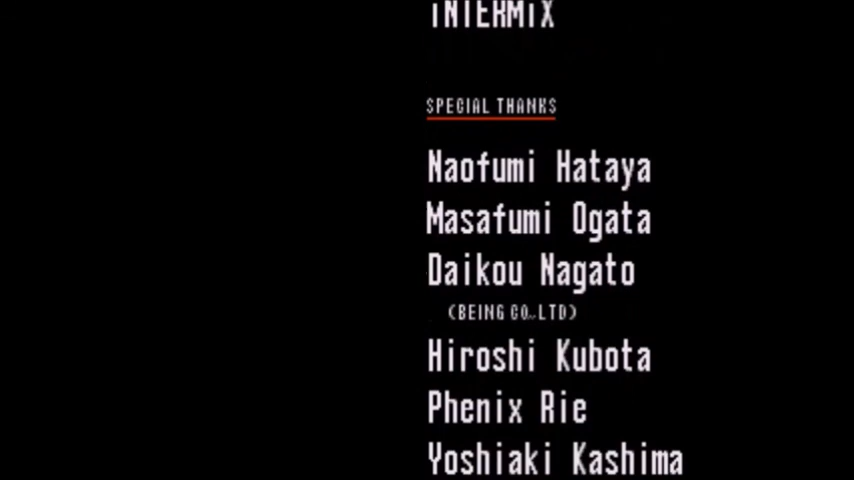 iNTERMiX
SPECIAL THANKS
Naofumi Hataya
Masafumi Ogata
Daikou Nagato
(BEING CO.,LTD)
Hiroshi Kubota
Phenix Rie
Yoshiaki Kashima